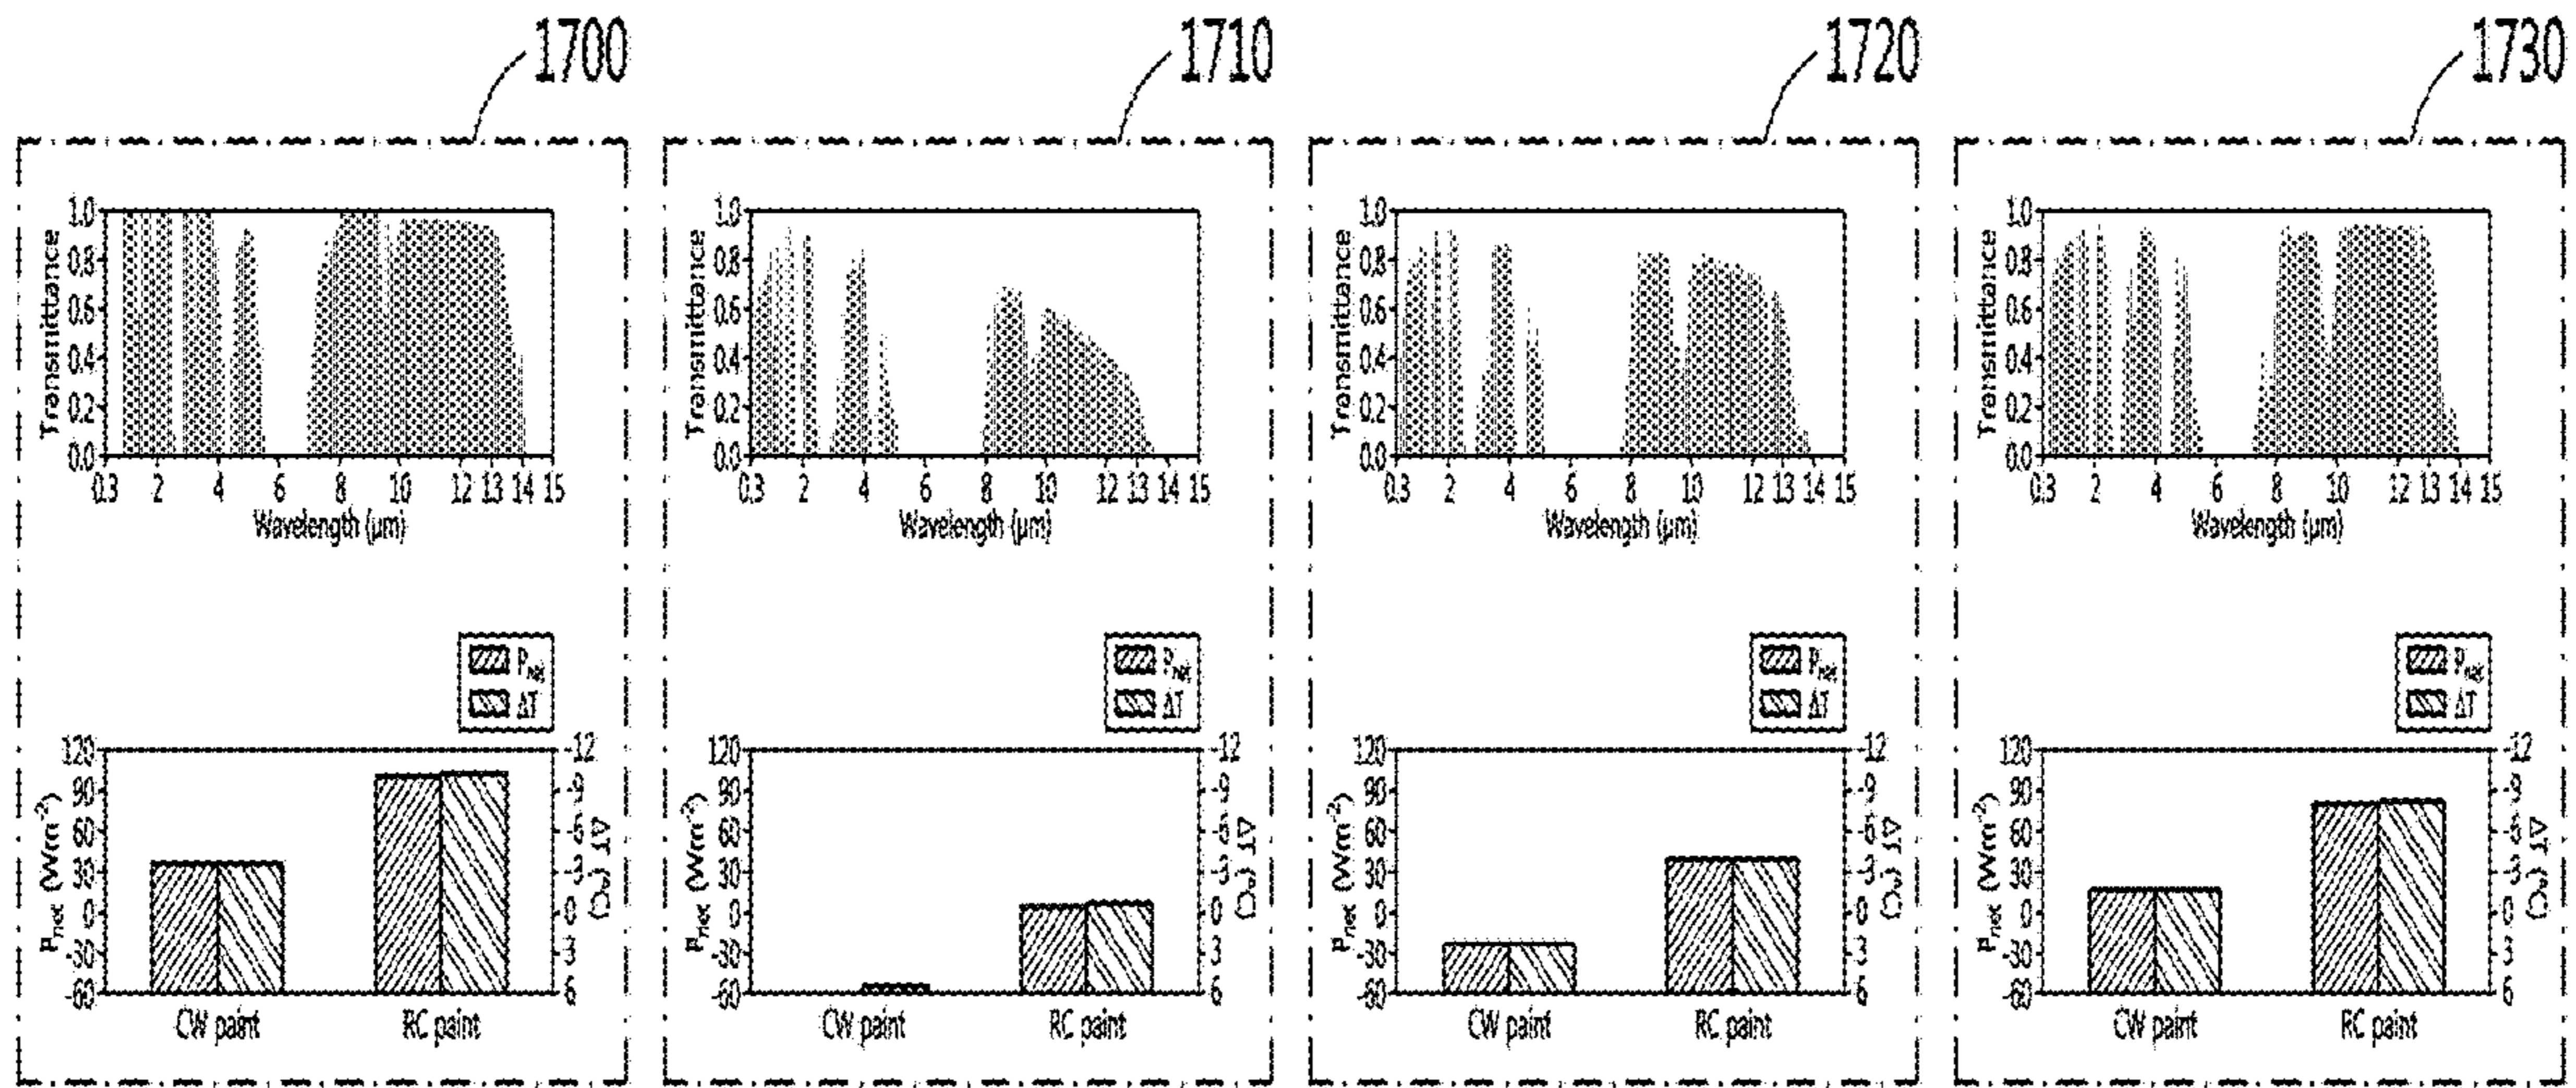 1700
1710
1720
1730
1.0
0.8
0.6
0.4
0.2
0.0
Transmittance
0.3 2 4 6 8 10 12 13 14 15
Wavelength (μm)
1.0
0.8
0.6
0.4
0.2
0.0
Transmittance
0.3 2 4 6 8 10 12 13 14 15
Wavelength (μm)
1.0
0.8
0.6
0.4
0.2
0.0
Transmittance
0.3 2 4 6 8 10 12 13 14 15
Wavelength (μm)
1.0
0.8
0.6
0.4
0.2
0.0
Transmittance
0.3 2 4 6 8 10 12 13 14 15
Wavelength (μm)
Pnet
ΔT
120 -12
90 -9
60 -6
30 -3
0 0
-30 3
-60 6
Pnet (Wm-2)
ΔT (℃)
CW paint RC paint
Pnet
ΔT
120 -12
90 -9
60 -6
30 -3
0 0
-30 3
-60 6
Pnet (Wm-2)
ΔT (℃)
CW paint RC paint
Pnet
ΔT
120 -12
90 -9
60 -6
30 -3
0 0
-30 3
-60 6
Pnet (Wm-2)
ΔT (℃)
CW paint RC paint
Pnet
ΔT
120 -12
90 -9
60 -6
30 -3
0 0
-30 3
-60 6
Pnet (Wm-2)
ΔT (℃)
CW paint RC paint